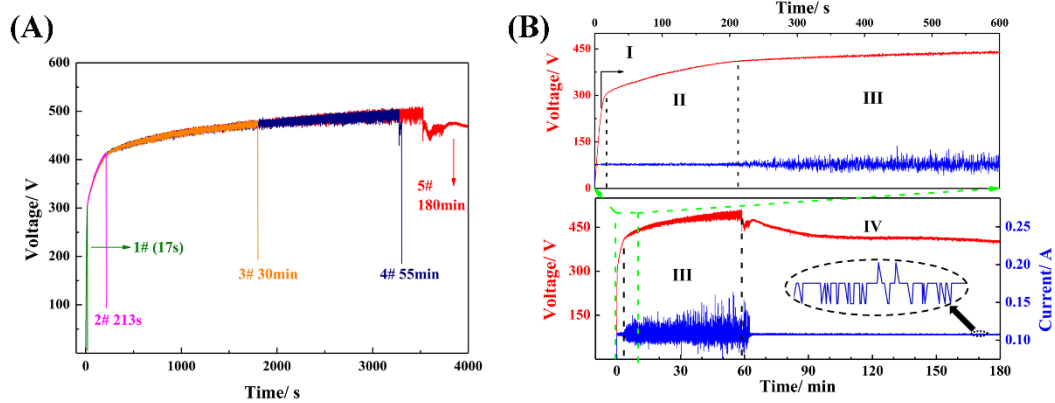 (A)
Voltage/ V
600
500
400
300
200
100
0
0
1000
2000
3000
4000
Time/ s
1# (17s)
2# 213s
3# 30min
4# 55min
5#
180min
(B)
Time/ s
0
100
200
300
400
500
600
Voltage/ V
450
300
150
0
I
II
III
Voltage/ V
450
300
150
III
IV
0.25
0.20
0.15
0.10
Current/ A
0
30
60
90
120
150
180
Time/ min